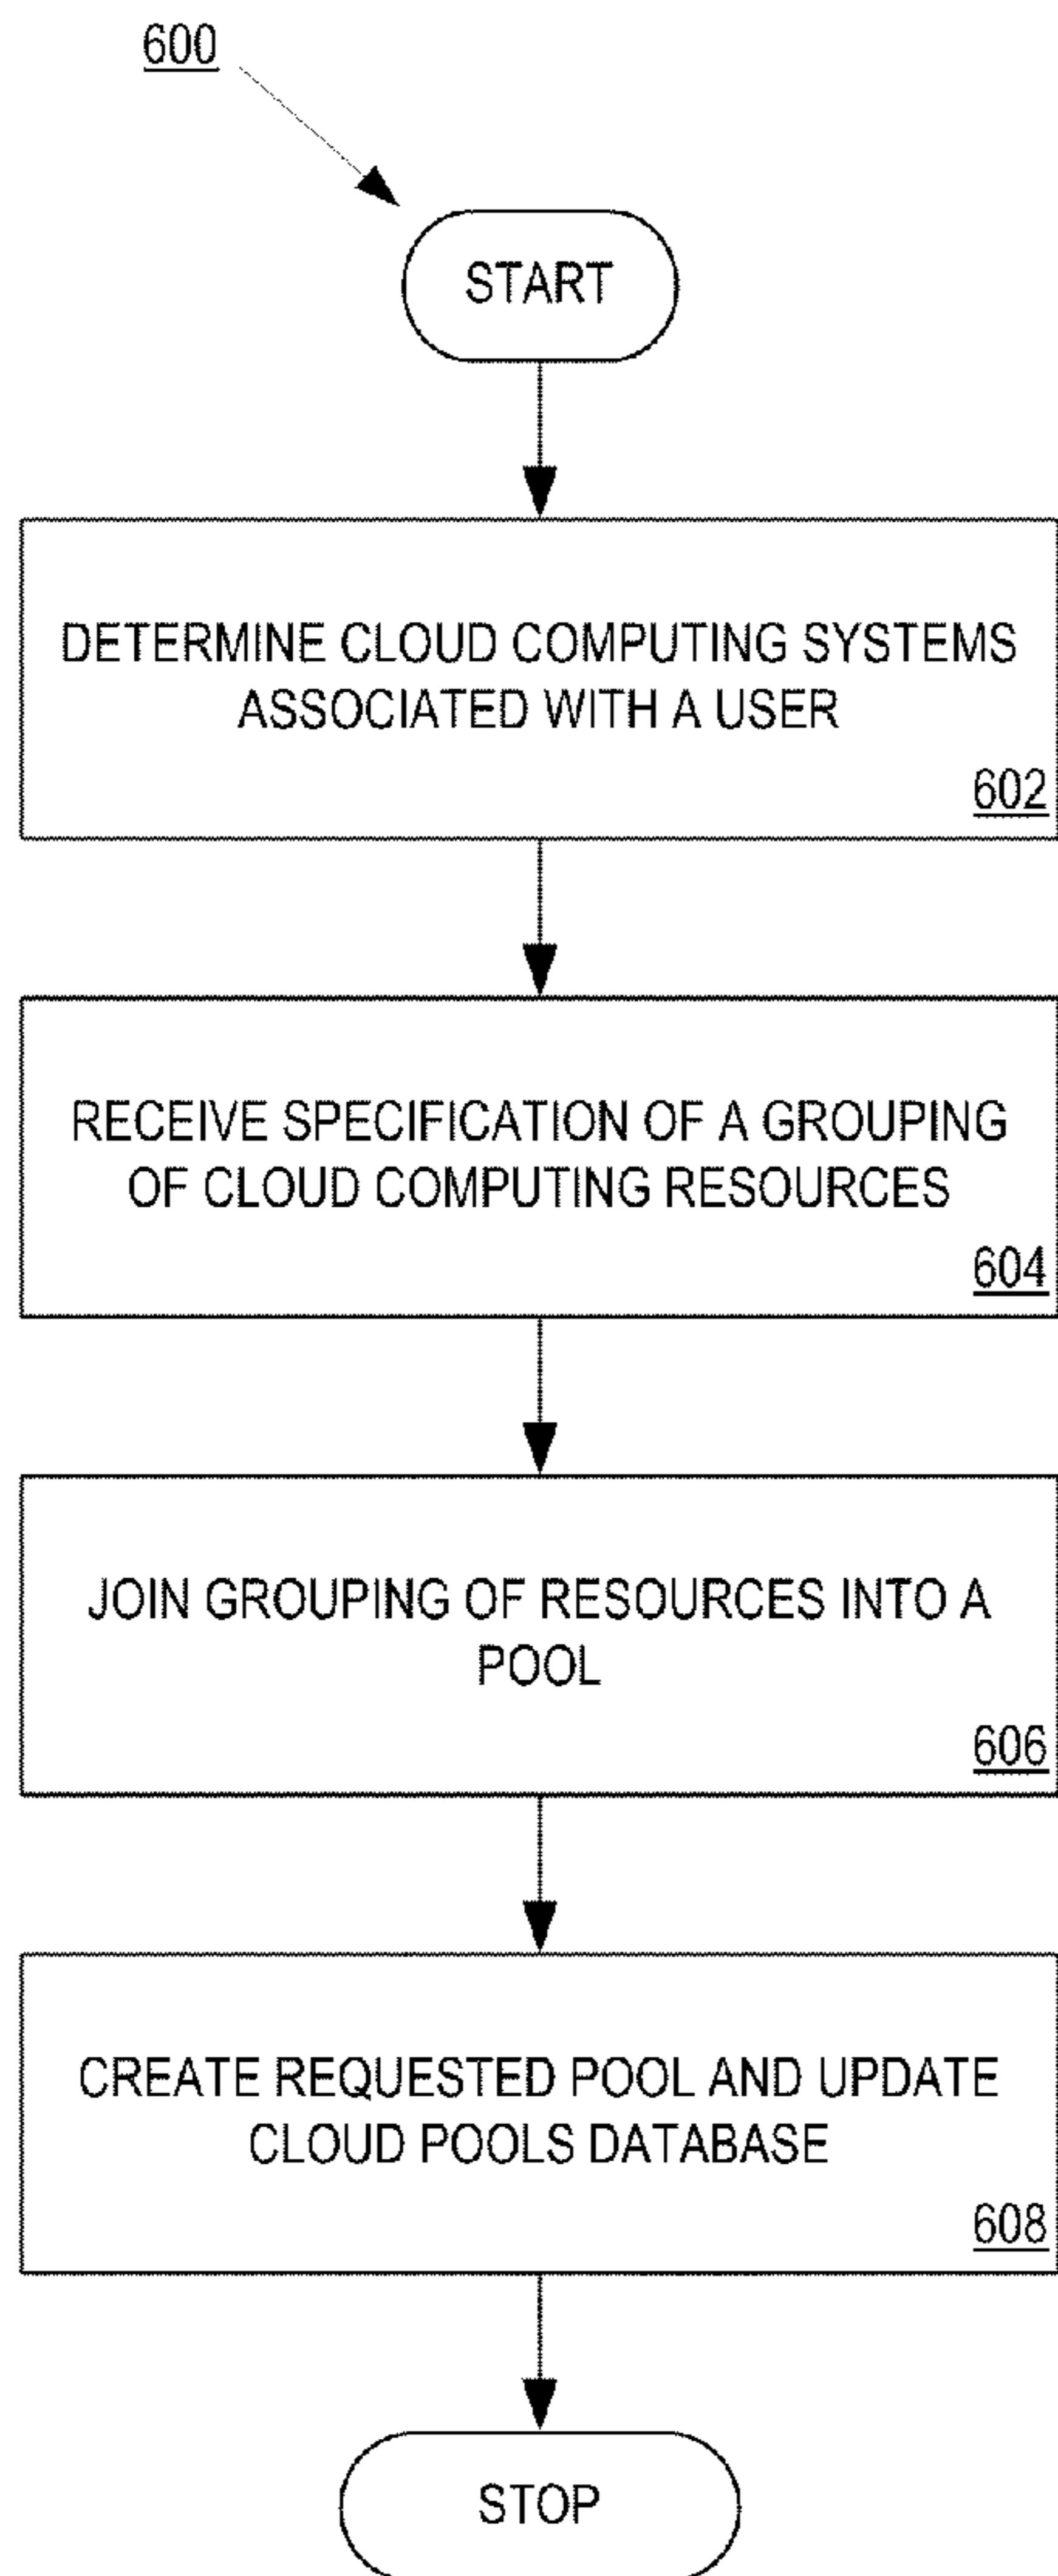 600
START
DETERMINE CLOUD COMPUTING SYSTEMS
ASSOCIATED WITH A USER
602
RECEIVE SPECIFICATION OF A GROUPING
OF CLOUD COMPUTING RESOURCES
604
JOIN GROUPING OF RESOURCES INTO A
POOL
606
CREATE REQUESTED POOL AND UPDATE
CLOUD POOLS DATABASE
608
STOP